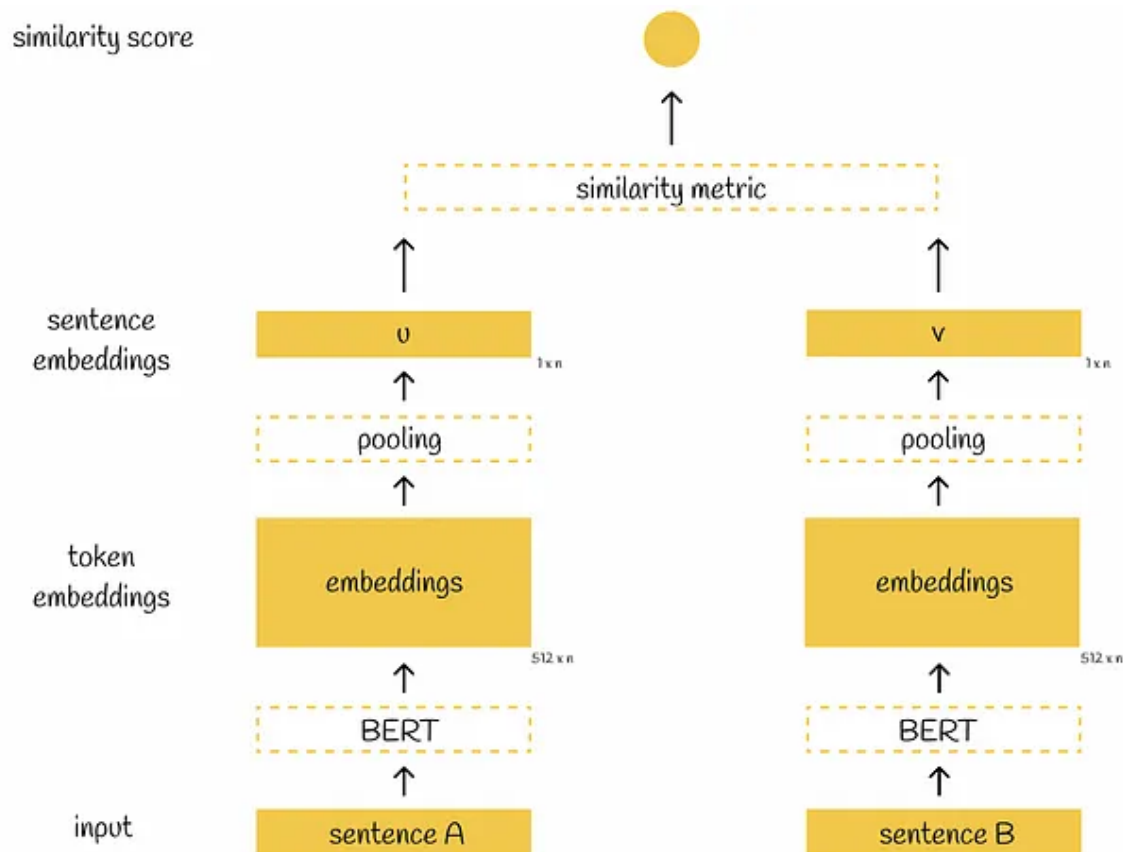 similarity score
similarity metric
sentence
embeddings
u
v
1 x n
1 x n
pooling
pooling
token
embeddings
embeddings
embeddings
512 x n
512 x n
BERT
BERT
input
sentence A
sentence B